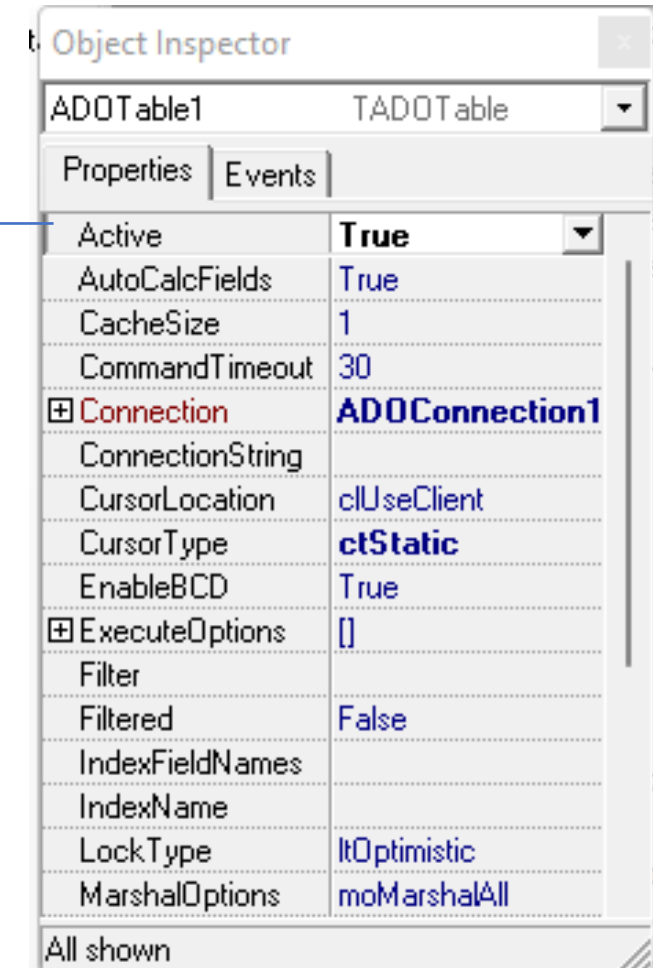 Object Inspector
ADOTable1 TADOTable
Properties Events
Active True
AutoCalcFields True
CacheSize 1
CommandTimeout 30
Connection ADOConnection1
ConnectionString
CursorLocation clUseClient
CursorType ctStatic
EnableBCD True
ExecuteOptions []
Filter
Filtered False
IndexFieldNames
IndexName
LockType ltOptimistic
MarshalOptions moMarshalAll
All shown